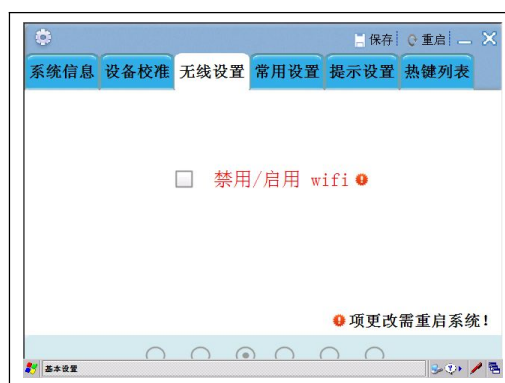 保存 重启
系统信息 设备校准 无线设置 常用设置 提示设置 热键列表
禁用/启用 wifi
项更改需重启系统!
基本设置